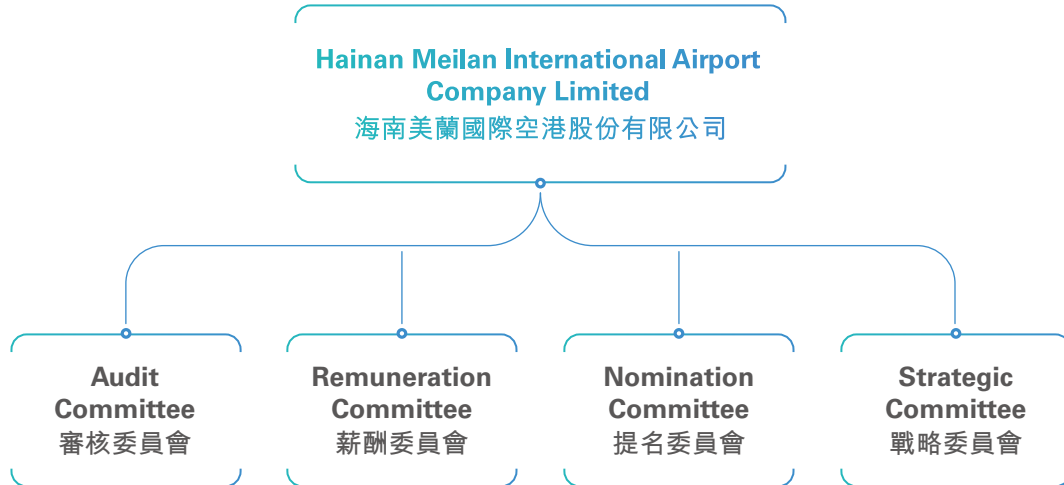 Hainan Meilan International Airport
Company Limited
海南美蘭國際空港股份有限公司
Audit
Committee
審核委員會
Remuneration
Committee
薪酬委員會
Nomination
Committee
提名委員會
Strategic
Committee
戰略委員會